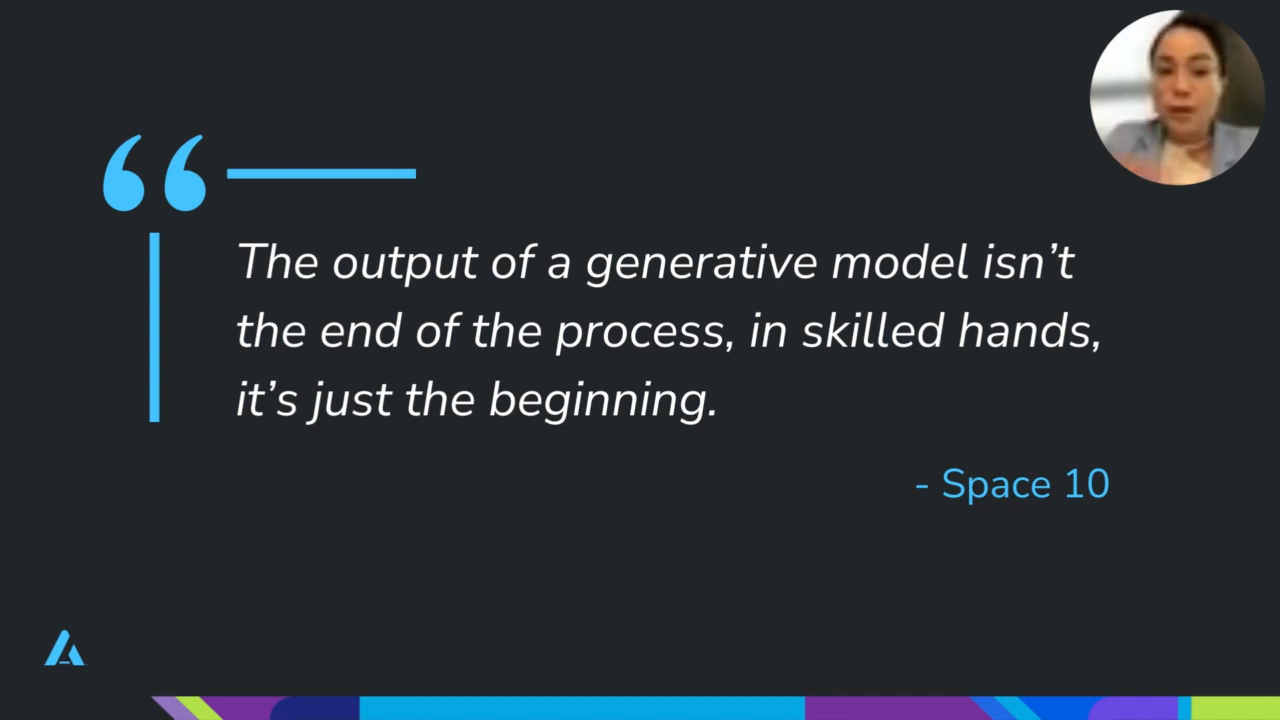 The output of a generative model isn’t
the end of the process, in skilled hands,
it’s just the beginning.
- Space 10